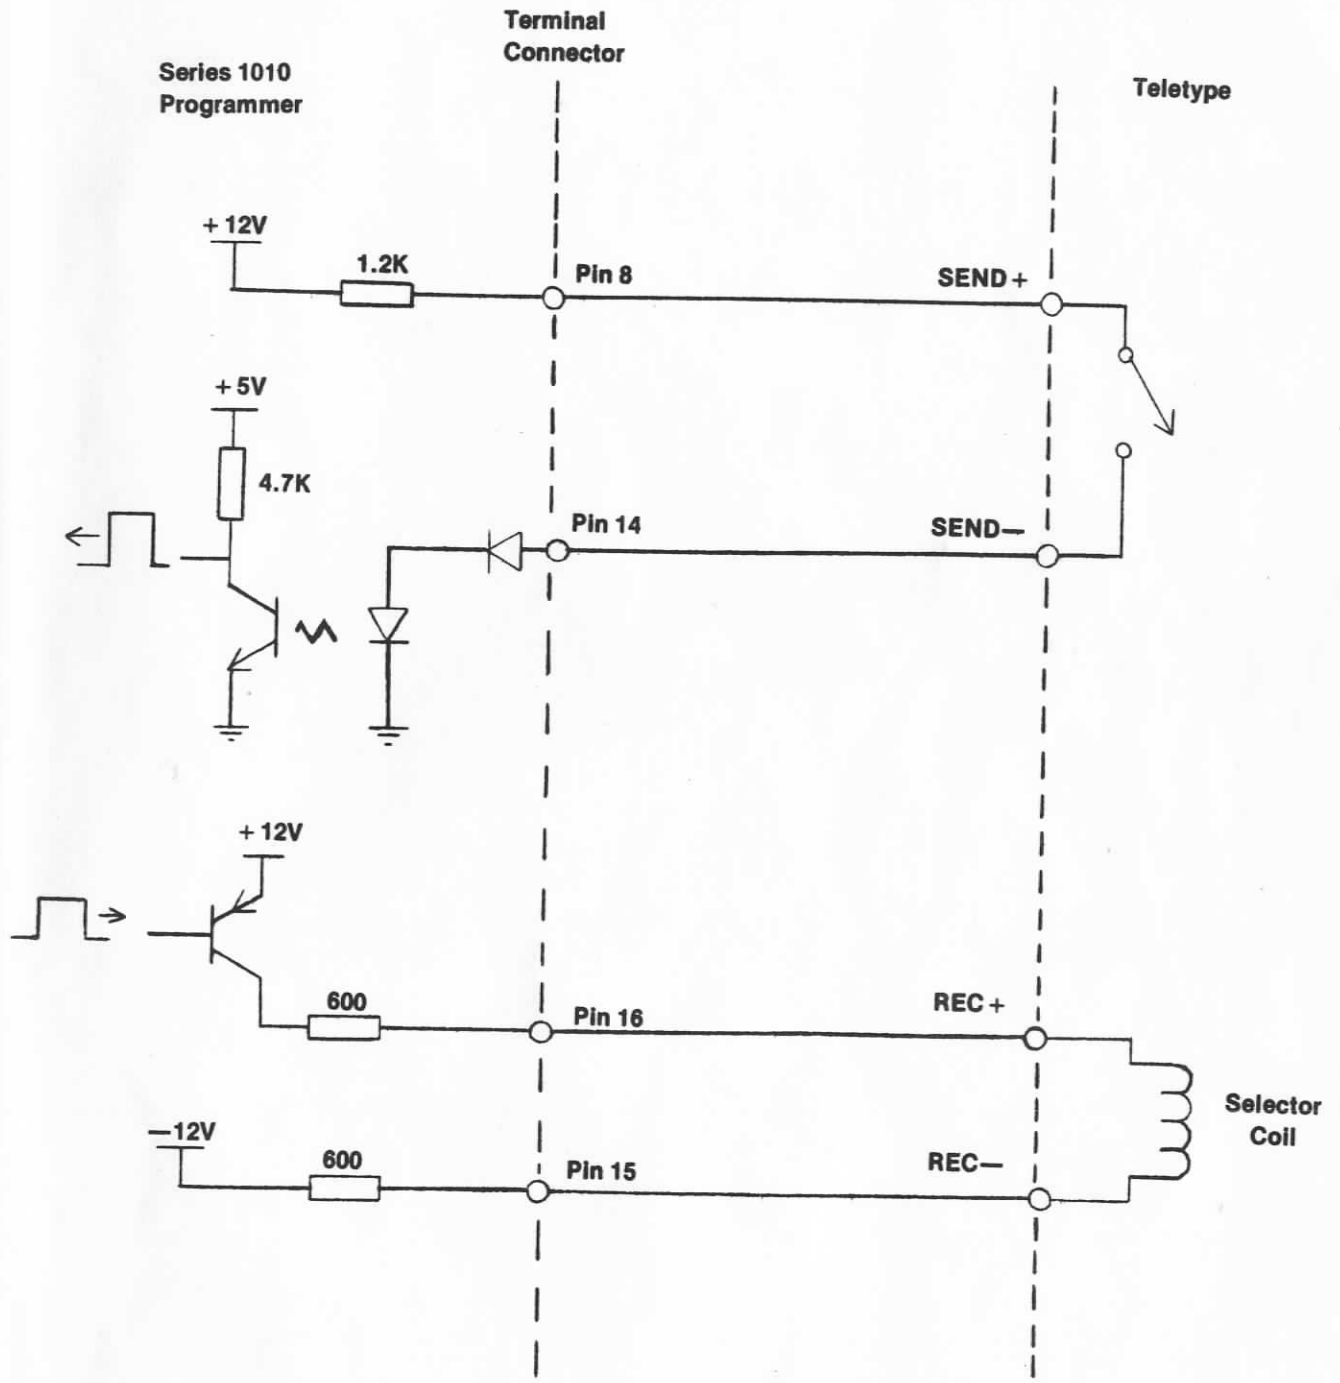 Terminal
Connector
Series 1010
Programmer
Teletype
+ 12V
1.2K
Pin 8
SEND +
+ 5V
4.7K
Pin 14
SEND—
+ 12V
600
Pin 16
REC +
Selector
Coil
—12V
600
Pin 15
REC—